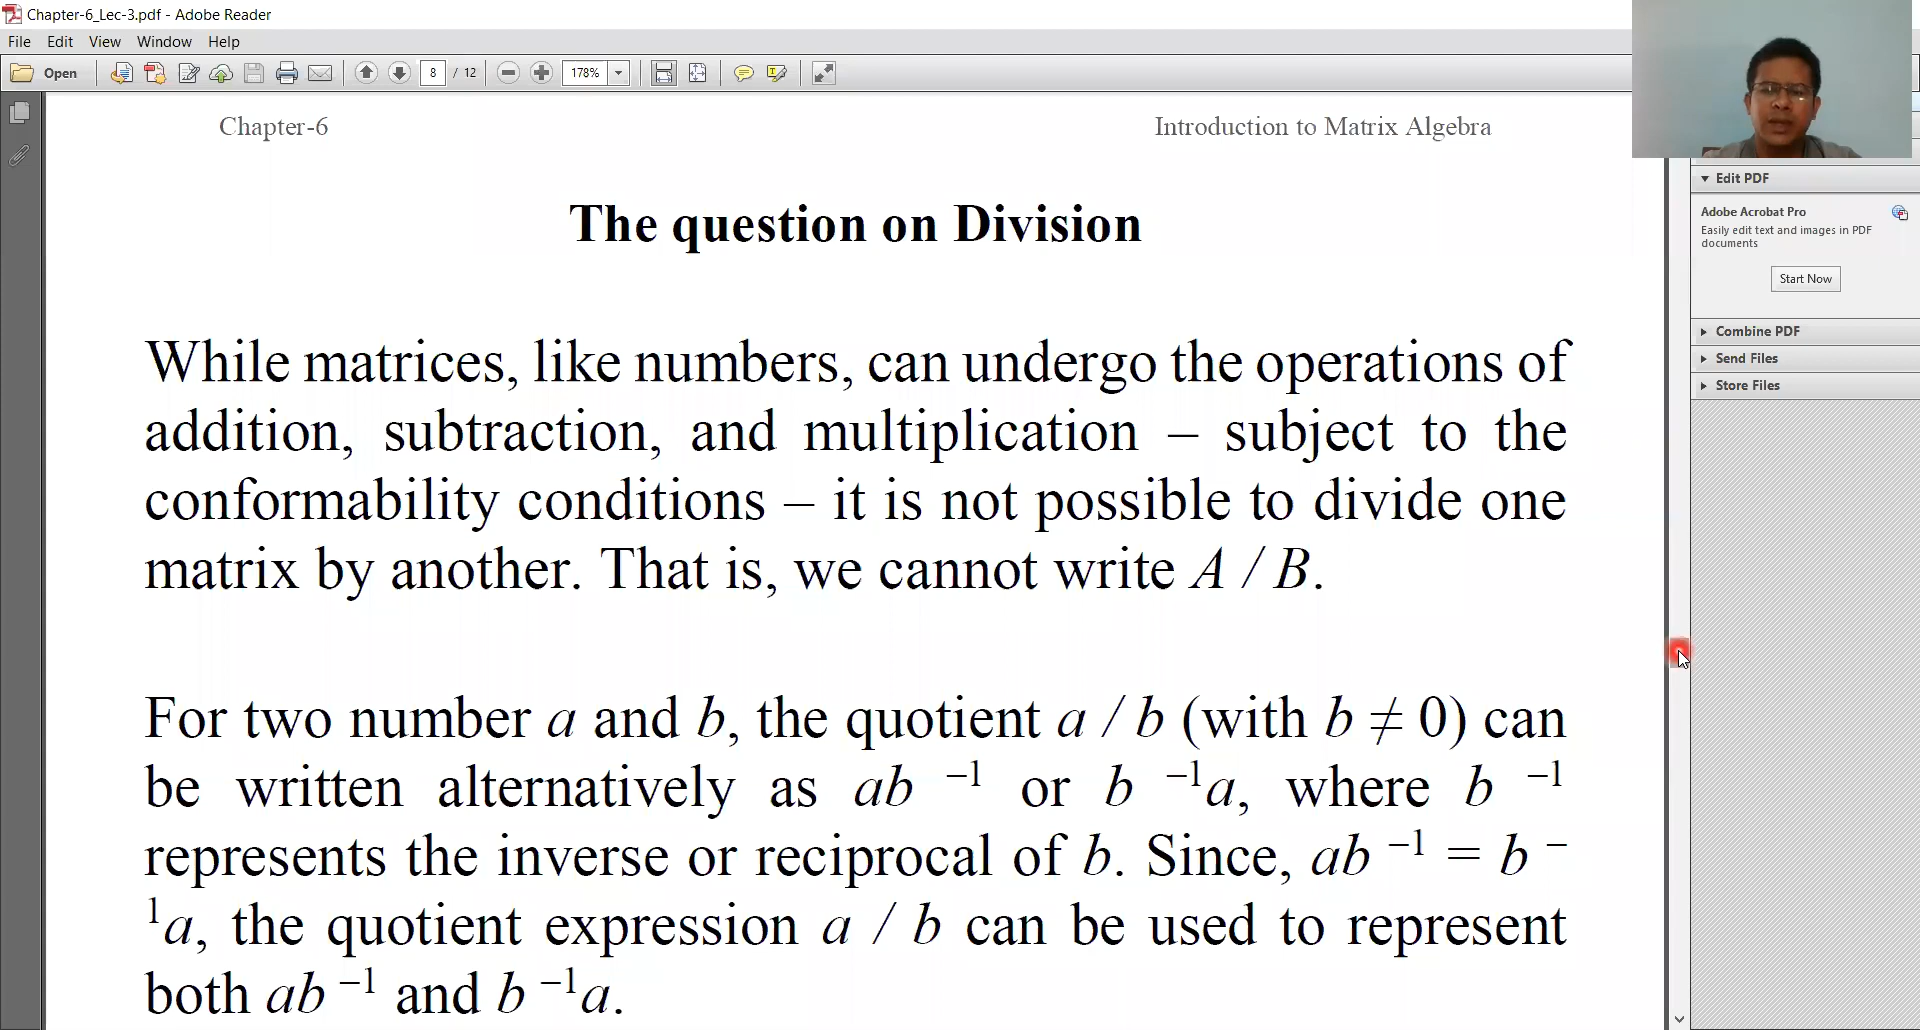 Chapter-6_Lec-3.pdf - Adobe Reader
File Edit View Window Help
Open 8 / 12 178%
Chapter-6 Introduction to Matrix Algebra
The question on Division
While matrices, like numbers, can undergo the operations of
addition, subtraction, and multiplication – subject to the
conformability conditions – it is not possible to divide one
matrix by another. That is, we cannot write A / B.
For two number a and b, the quotient a / b (with b ≠ 0) can
be written alternatively as ab ⁻¹ or b ⁻¹a, where b ⁻¹
represents the inverse or reciprocal of b. Since, ab ⁻¹ = b ⁻
¹a, the quotient expression a / b can be used to represent
both ab ⁻¹ and b ⁻¹a.
Edit PDF
Adobe Acrobat Pro
Easily edit text and images in PDF
documents
Start Now
Combine PDF
Send Files
Store Files